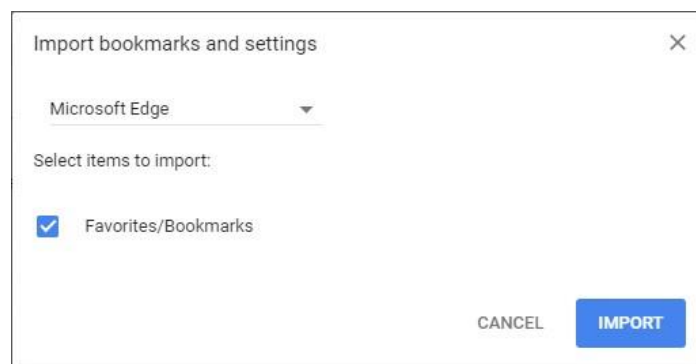 Import bookmarks and settings
Microsoft Edge
Select items to import:
Favorites/Bookmarks
CANCEL IMPORT